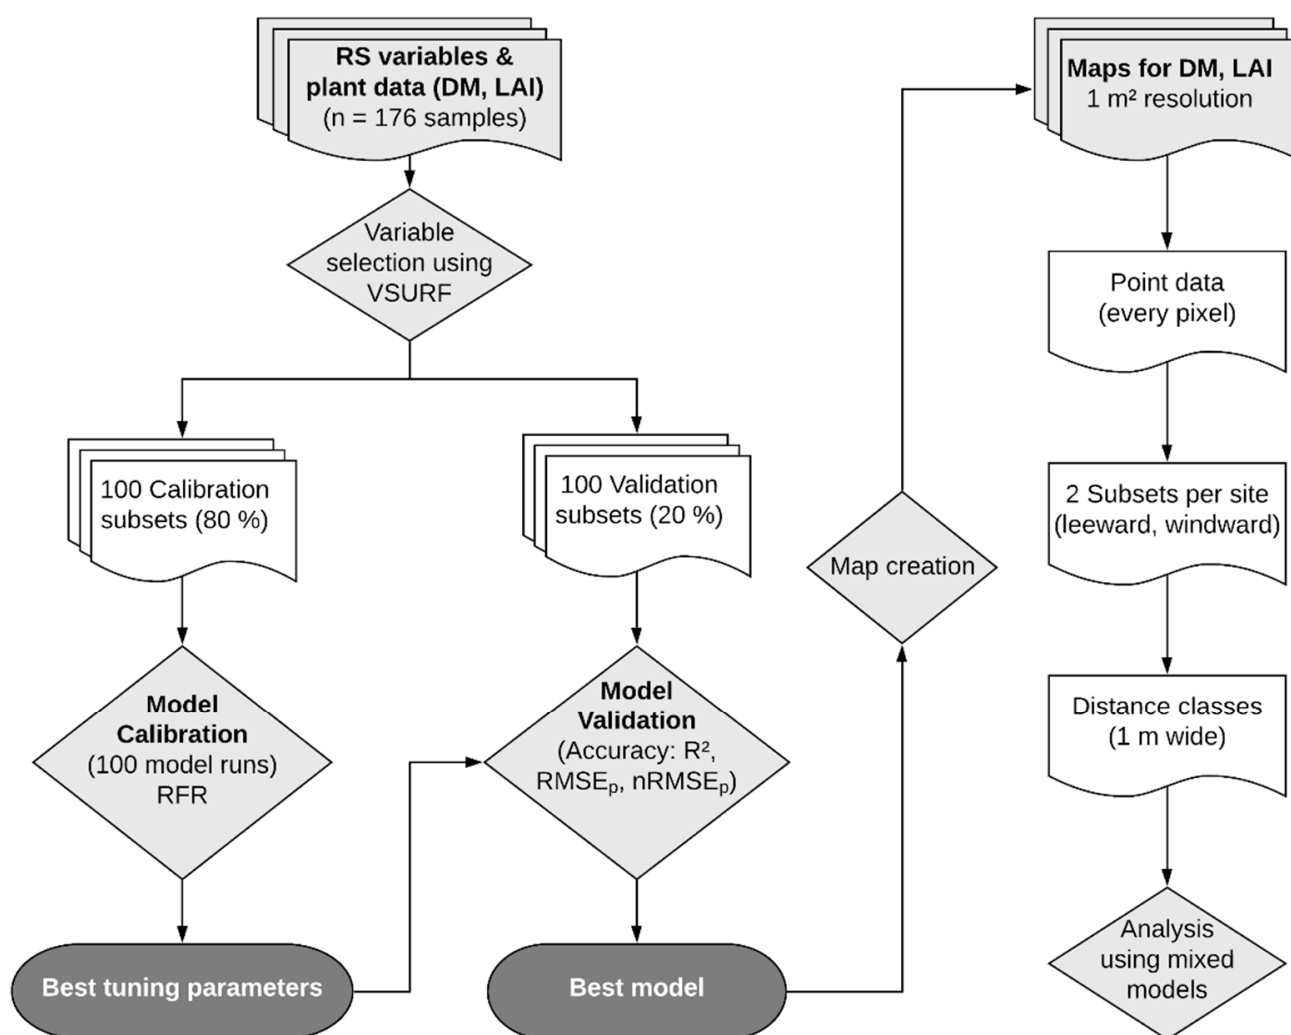 RS variables &
plant data (DM, LAI)
(n = 176 samples)
Variable
selection using
VSURF
100 Calibration
subsets (80 %)
100 Validation
subsets (20 %)
Model
Calibration
(100 model runs)
RFR
Model
Validation
(Accuracy: R²,
RMSEₚ, nRMSEₚ)
Best tuning parameters
Best model
Map creation
Maps for DM, LAI
1 m² resolution
Point data
(every pixel)
2 Subsets per site
(leeward, windward)
Distance classes
(1 m wide)
Analysis
using mixed
models